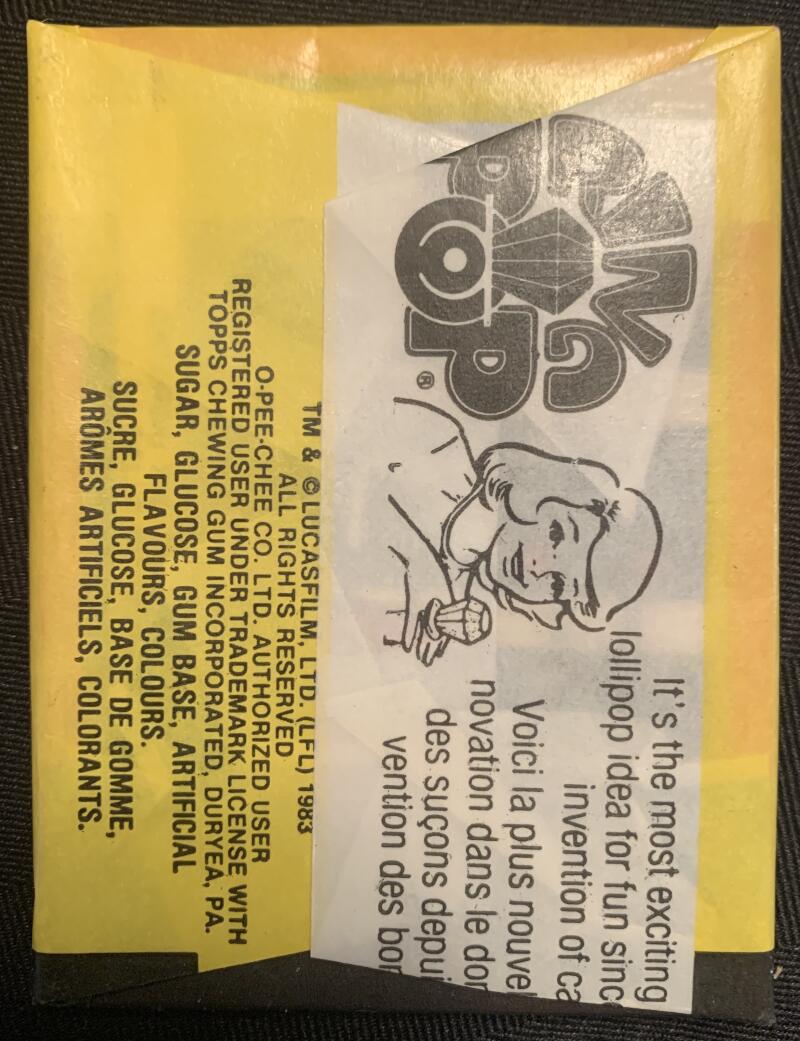 RING
POP
®
It's the most exciting
lollipop idea for fun
invention of
Voici la plus
novation dans le
des suçons
vention des
TM & © LUCASFILM, LTD. (LFL) 1983
ALL RIGHTS RESERVED
O-PEE-CHEE CO. LTD. AUTHORIZED USER
REGISTERED USER UNDER TRADEMARK LICENSE WITH
TOPPS CHEWING GUM INCORPORATED, DURYEA, PA.
SUGAR, GLUCOSE, GUM BASE, ARTIFICIAL
FLAVOURS, COLOURS.
SUCRE, GLUCOSE, BASE DE GOMME,
ARÔMES ARTIFICIELS, COLORANTS.